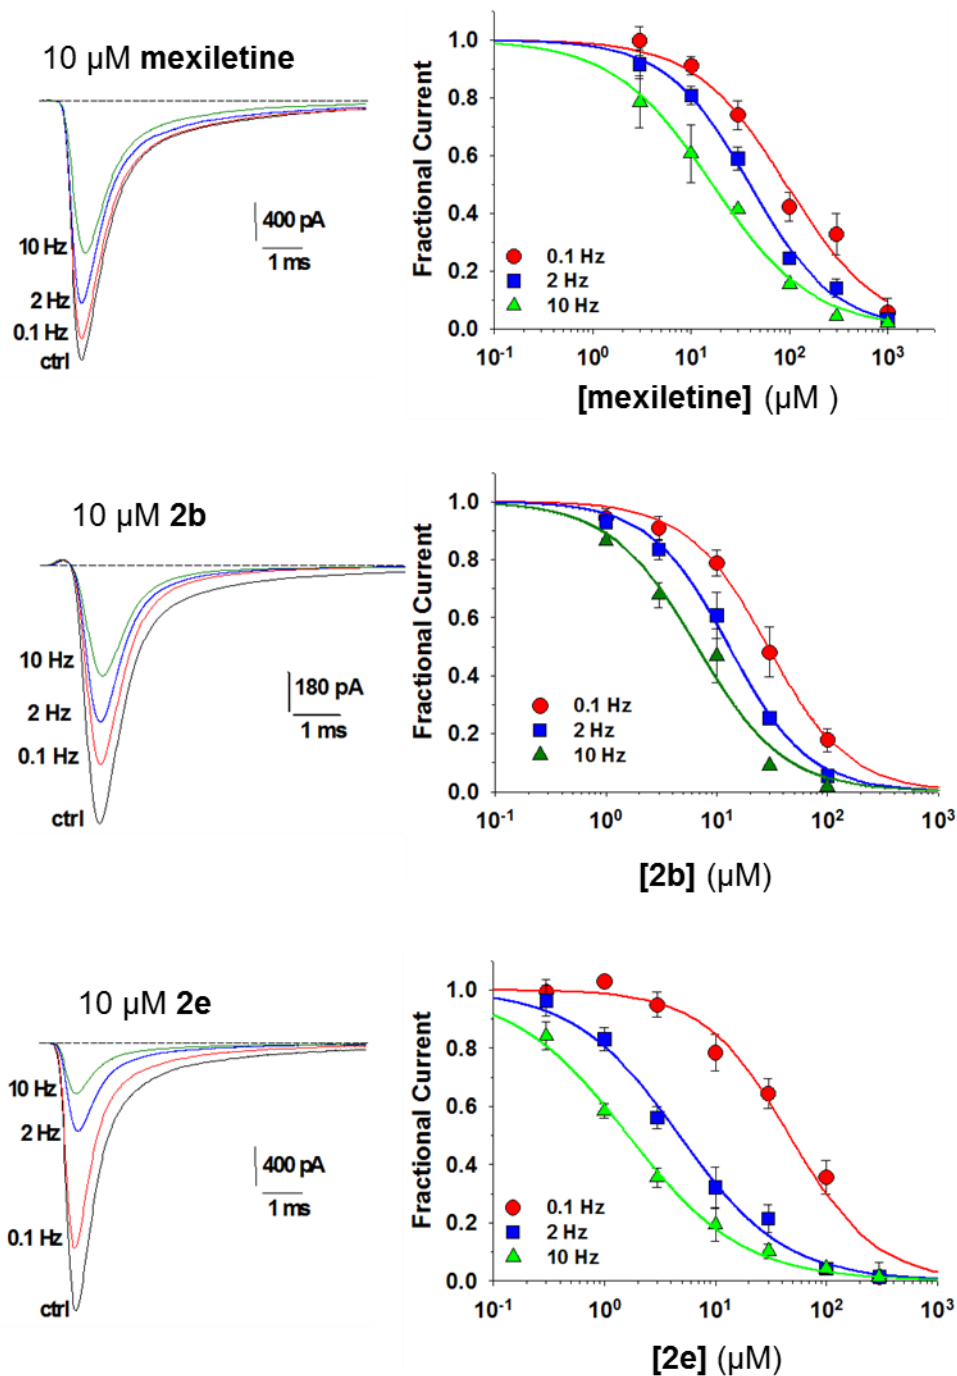 10 µM mexiletine
10 Hz
2 Hz
0.1 Hz
ctrl
400 pA
1 ms
Fractional Current
1.0
0.8
0.6
0.4
0.2
0.0
0.1 Hz
2 Hz
10 Hz
10⁻¹ 10⁰ 10¹ 10² 10³
[mexiletine] (µM )
10 µM 2b
10 Hz
2 Hz
0.1 Hz
ctrl
180 pA
1 ms
Fractional Current
1.0
0.8
0.6
0.4
0.2
0.0
0.1 Hz
2 Hz
10 Hz
10⁻¹ 10⁰ 10¹ 10² 10³
[2b] (µM)
10 µM 2e
10 Hz
2 Hz
0.1 Hz
ctrl
400 pA
1 ms
Fractional Current
1.0
0.8
0.6
0.4
0.2
0.0
0.1 Hz
2 Hz
10 Hz
10⁻¹ 10⁰ 10¹ 10² 10³
[2e] (µM)